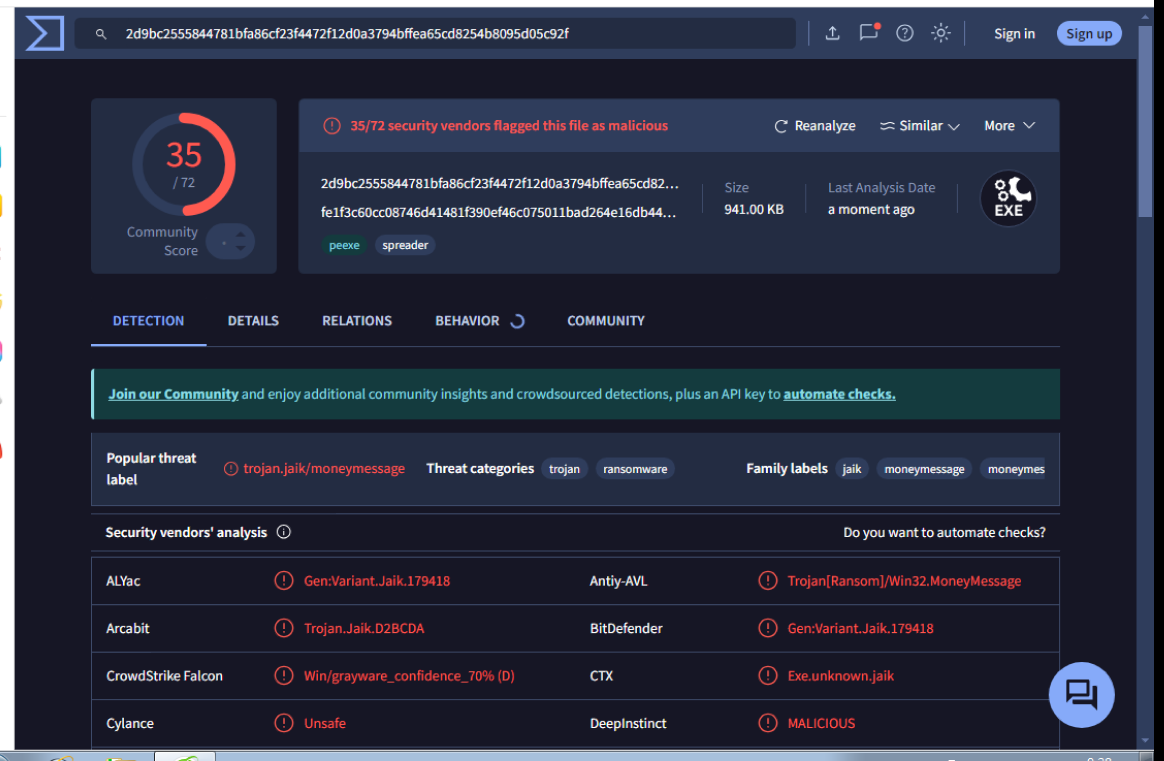 2d9bc2555844781bfa86cf23f4472f12d0a3794bffea65cd8254b8095d05c92f
Sign in
Sign up
35
/ 72
Community
Score
35/72 security vendors flagged this file as malicious
Reanalyze
Similar
More
2d9bc2555844781bfa86cf23f4472f12d0a3794bffea65cd82...
fe1f3c60cc08746d41481f390ef46c075011bad264e16db44...
peexe
spreader
Size
941.00 KB
Last Analysis Date
a moment ago
EXE
DETECTION
DETAILS
RELATIONS
BEHAVIOR
COMMUNITY
Join our Community and enjoy additional community insights and crowdsourced detections, plus an API key to automate checks.
Popular threat
label
trojan.jaik/moneymessage
Threat categories
trojan
ransomware
Family labels
jaik
moneymessage
moneymes
Security vendors' analysis
Do you want to automate checks?
ALYac
Gen:Variant.Jaik.179418
Antiy-AVL
Trojan[Ransom]/Win32.MoneyMessage
Arcabit
Trojan.Jaik.D2BCDA
BitDefender
Gen:Variant.Jaik.179418
CrowdStrike Falcon
Win/grayware_confidence_70% (D)
CTX
Exe.unknown.jaik
Cylance
Unsafe
DeepInstinct
MALICIOUS